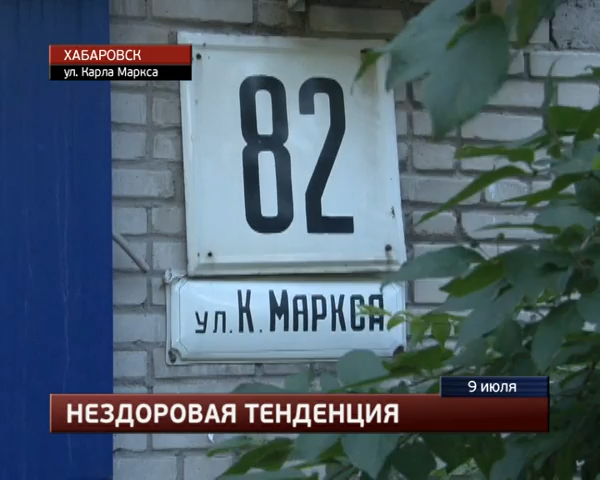 ХАБАРОВСК
ул. Карла Маркса
82
УЛ. К. МАРКСА
9 июля
НЕЗДОРОВАЯ ТЕНДЕНЦИЯ